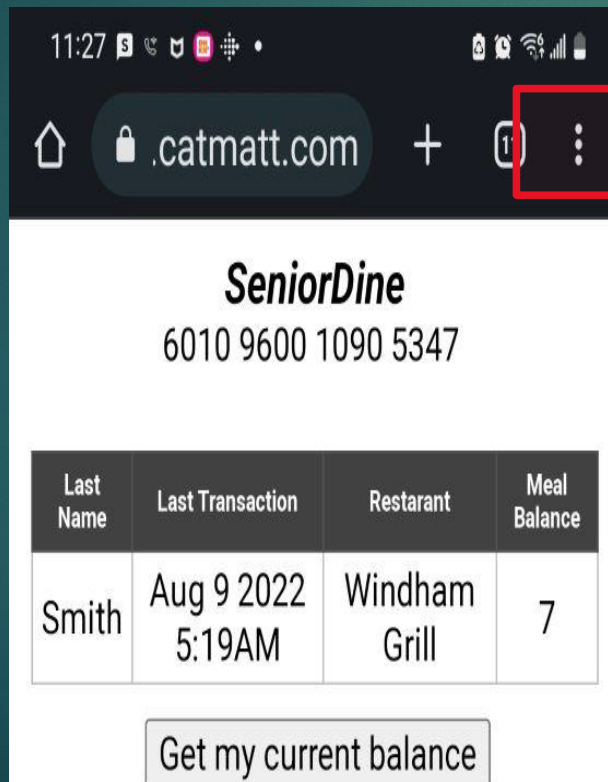 11:27
.catmatt.com + 11
SeniorDine
6010 9600 1090 5347
Last Name Last Transaction Restarant Meal Balance
Smith Aug 9 2022 5:19AM Windham Grill 7
Get my current balance